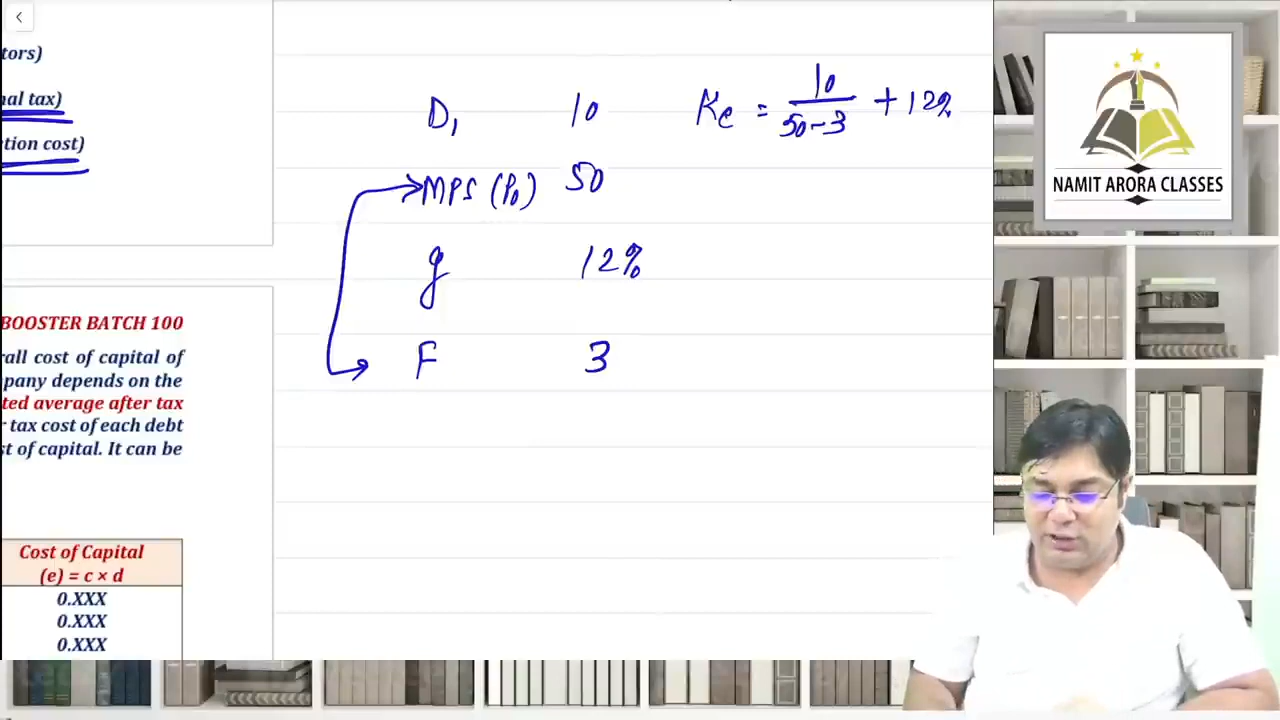 tors)
nal tax)
ction cost)
BOOSTER BATCH 100
rall cost of capital of
pany depends on the
ted average after tax
r tax cost of each debt
st of capital. It can be
Cost of Capital
(e) = c × d
0.XXX
0.XXX
0.XXX
D₁ 10
MPS (P₀) 50
g 12%
F 3
Ke = 10/(50-3) + 12%
NAMIT ARORA CLASSES